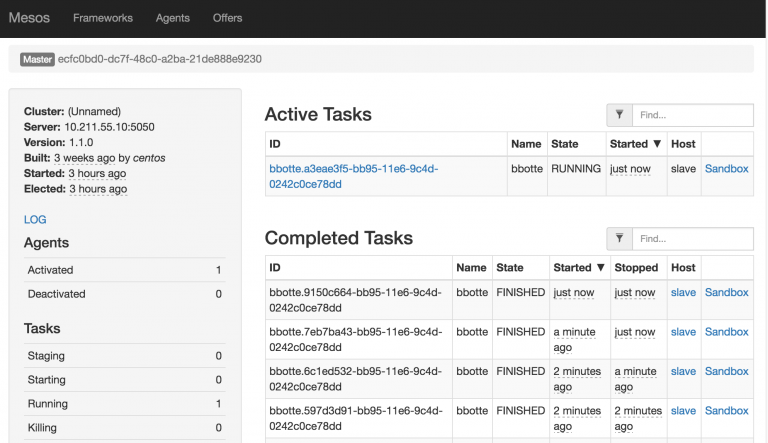 Mesos Frameworks Agents Offers
Master ecfc0bd0-dc7f-48c0-a2ba-21de888e9230
Cluster: (Unnamed)
Server: 10.211.55.10:5050
Version: 1.1.0
Built: 3 weeks ago by centos
Started: 3 hours ago
Elected: 3 hours ago
LOG
Agents
Activated 1
Deactivated 0
Tasks
Staging 0
Starting 0
Running 1
Killing 0
Active Tasks
Find...
ID Name State Started ▼ Host
bbotte.a3eae3f5-bb95-11e6-9c4d- bbotte RUNNING just now slave Sandbox
0242c0ce78dd
Completed Tasks
Find...
ID Name State Started ▼ Stopped Host
bbotte.9150c664-bb95-11e6-9c4d- bbotte FINISHED just now just now slave Sandbox
0242c0ce78dd
bbotte.7eb7ba43-bb95-11e6-9c4d- bbotte FINISHED a minute just now slave Sandbox
0242c0ce78dd ago
bbotte.6c1ed532-bb95-11e6-9c4d- bbotte FINISHED 2 minutes a minute slave Sandbox
0242c0ce78dd ago ago
bbotte.597d3d91-bb95-11e6-9c4d- bbotte FINISHED 2 minutes 2 minutes slave Sandbox
0242c0ce78dd ago ago